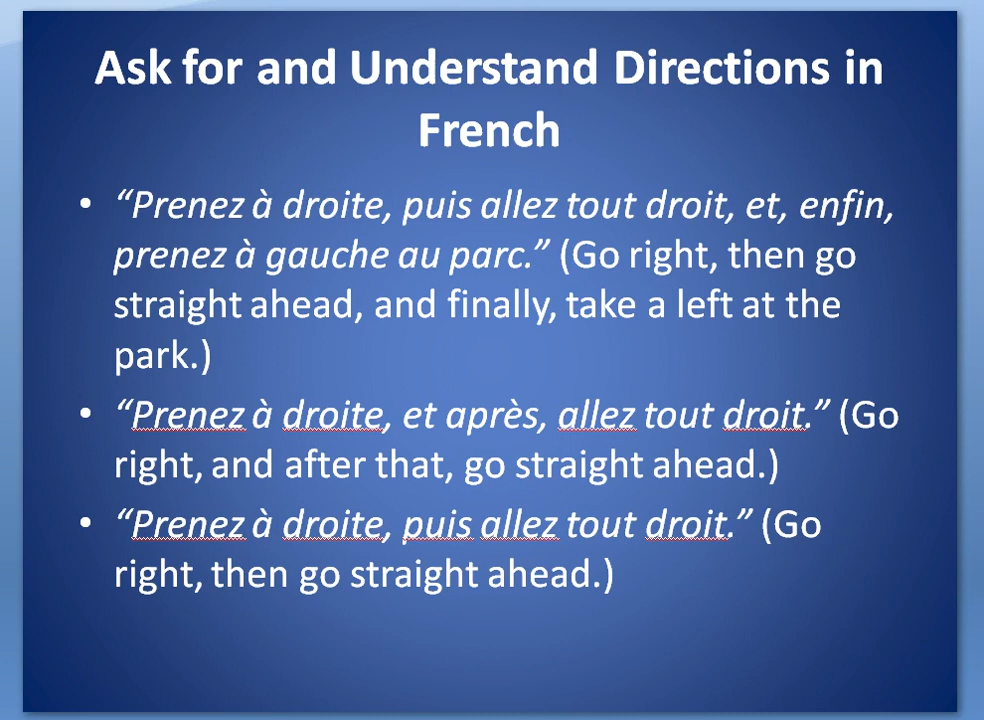 Ask for and Understand Directions in
French
• “Prenez à droite, puis allez tout droit, et, enfin,
prenez à gauche au parc.” (Go right, then go
straight ahead, and finally, take a left at the
park.)
• “Prenez à droite, et après, allez tout droit.” (Go
right, and after that, go straight ahead.)
• “Prenez à droite, puis allez tout droit.” (Go
right, then go straight ahead.)